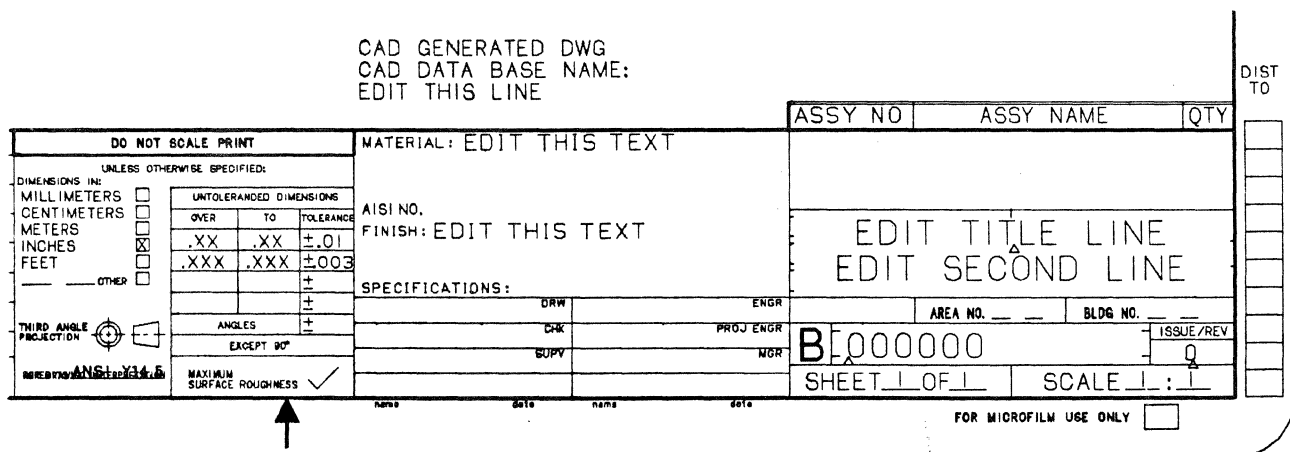 CAD GENERATED DWG
CAD DATA BASE NAME:
EDIT THIS LINE
DIST
TO
ASSY NO ASSY NAME QTY
DO NOT SCALE PRINT
UNLESS OTHERWISE SPECIFIED:
DIMENSIONS IN:
MILLIMETERS
CENTIMETERS
METERS
INCHES X
FEET
OTHER
UNTOLERANDED DIMENSIONS
OVER TO TOLERANCE
.XX .XX ±.01
.XXX .XXX ±.003
±
±
ANGLES ±
EXCEPT 90°
THIRD ANGLE
PROJECTION
ANSI Y14.5
MAXIMUM
SURFACE ROUGHNESS
MATERIAL: EDIT THIS TEXT
AISI NO.
FINISH: EDIT THIS TEXT
SPECIFICATIONS:
DRW ENGR
CHK PROJ ENGR
SUPV MGR
name date name date
EDIT TITLE LINE
EDIT SECOND LINE
AREA NO. __ __ BLDG NO. __ __
B 000000
ISSUE/REV
0
SHEET 1 OF 1 SCALE 1 : 1
FOR MICROFILM USE ONLY